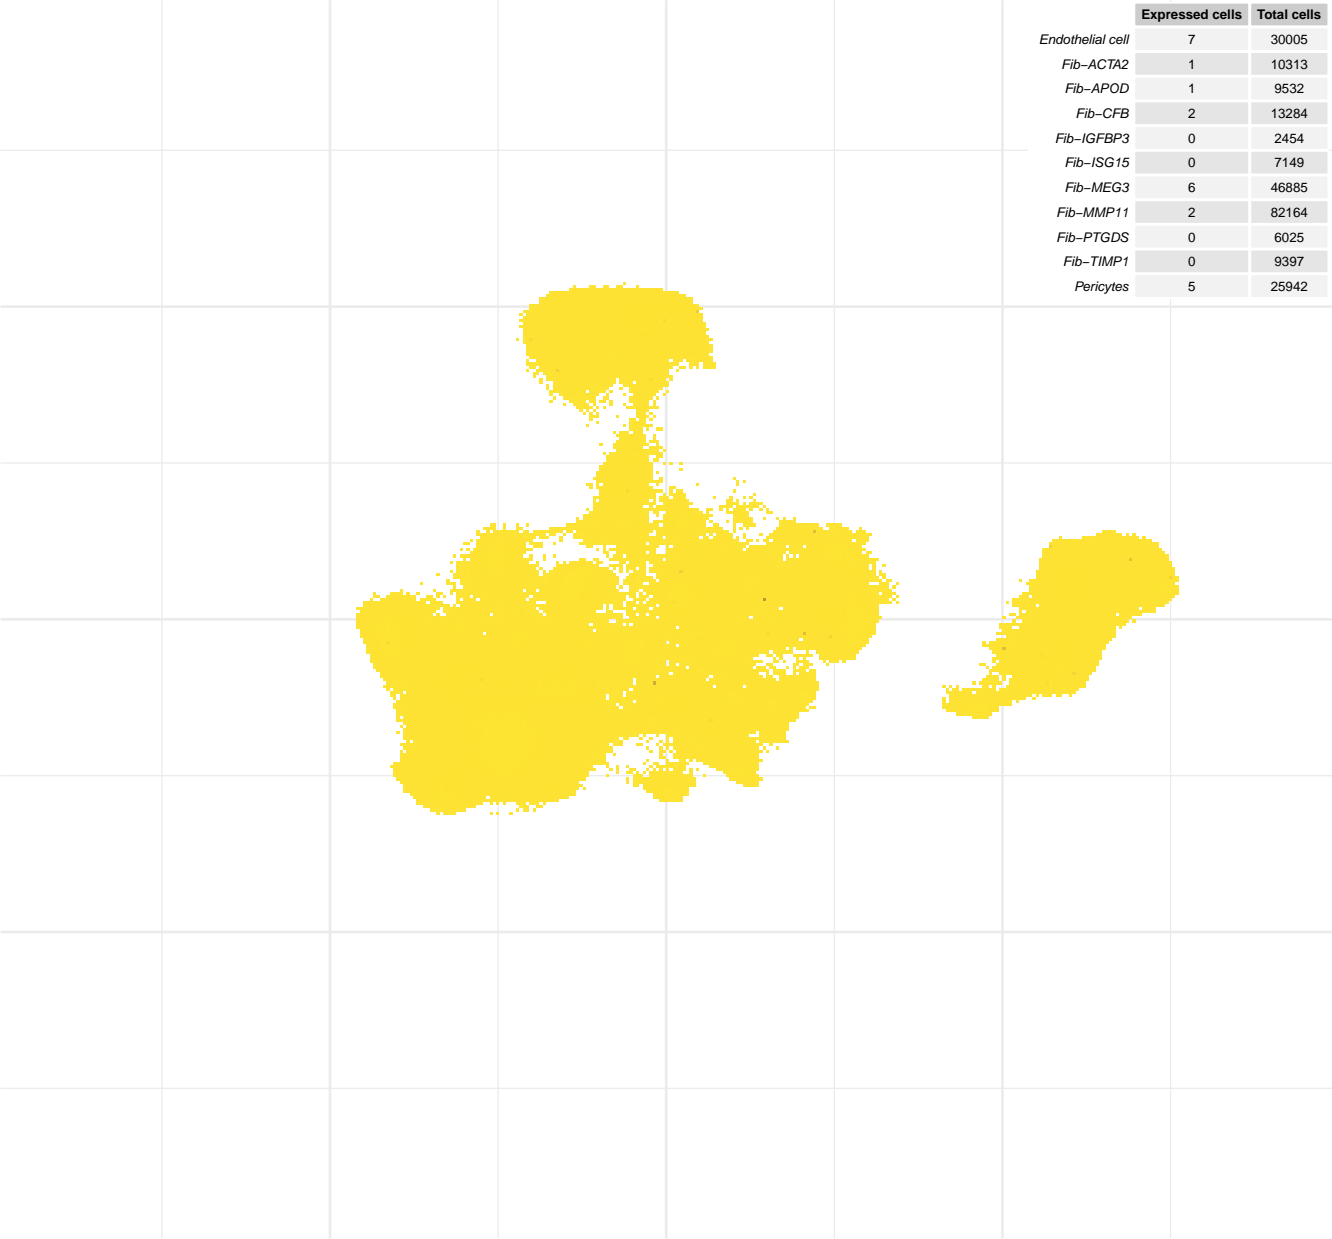 Expressed cells Total cells
Endothelial cell 7 30005
Fib−ACTA2 1 10313
Fib−APOD 1 9532
Fib−CFB 2 13284
Fib−IGFBP3 0 2454
Fib−ISG15 0 7149
Fib−MEG3 6 46885
Fib−MMP11 2 82164
Fib−PTGDS 0 6025
Fib−TIMP1 0 9397
Pericytes 5 25942